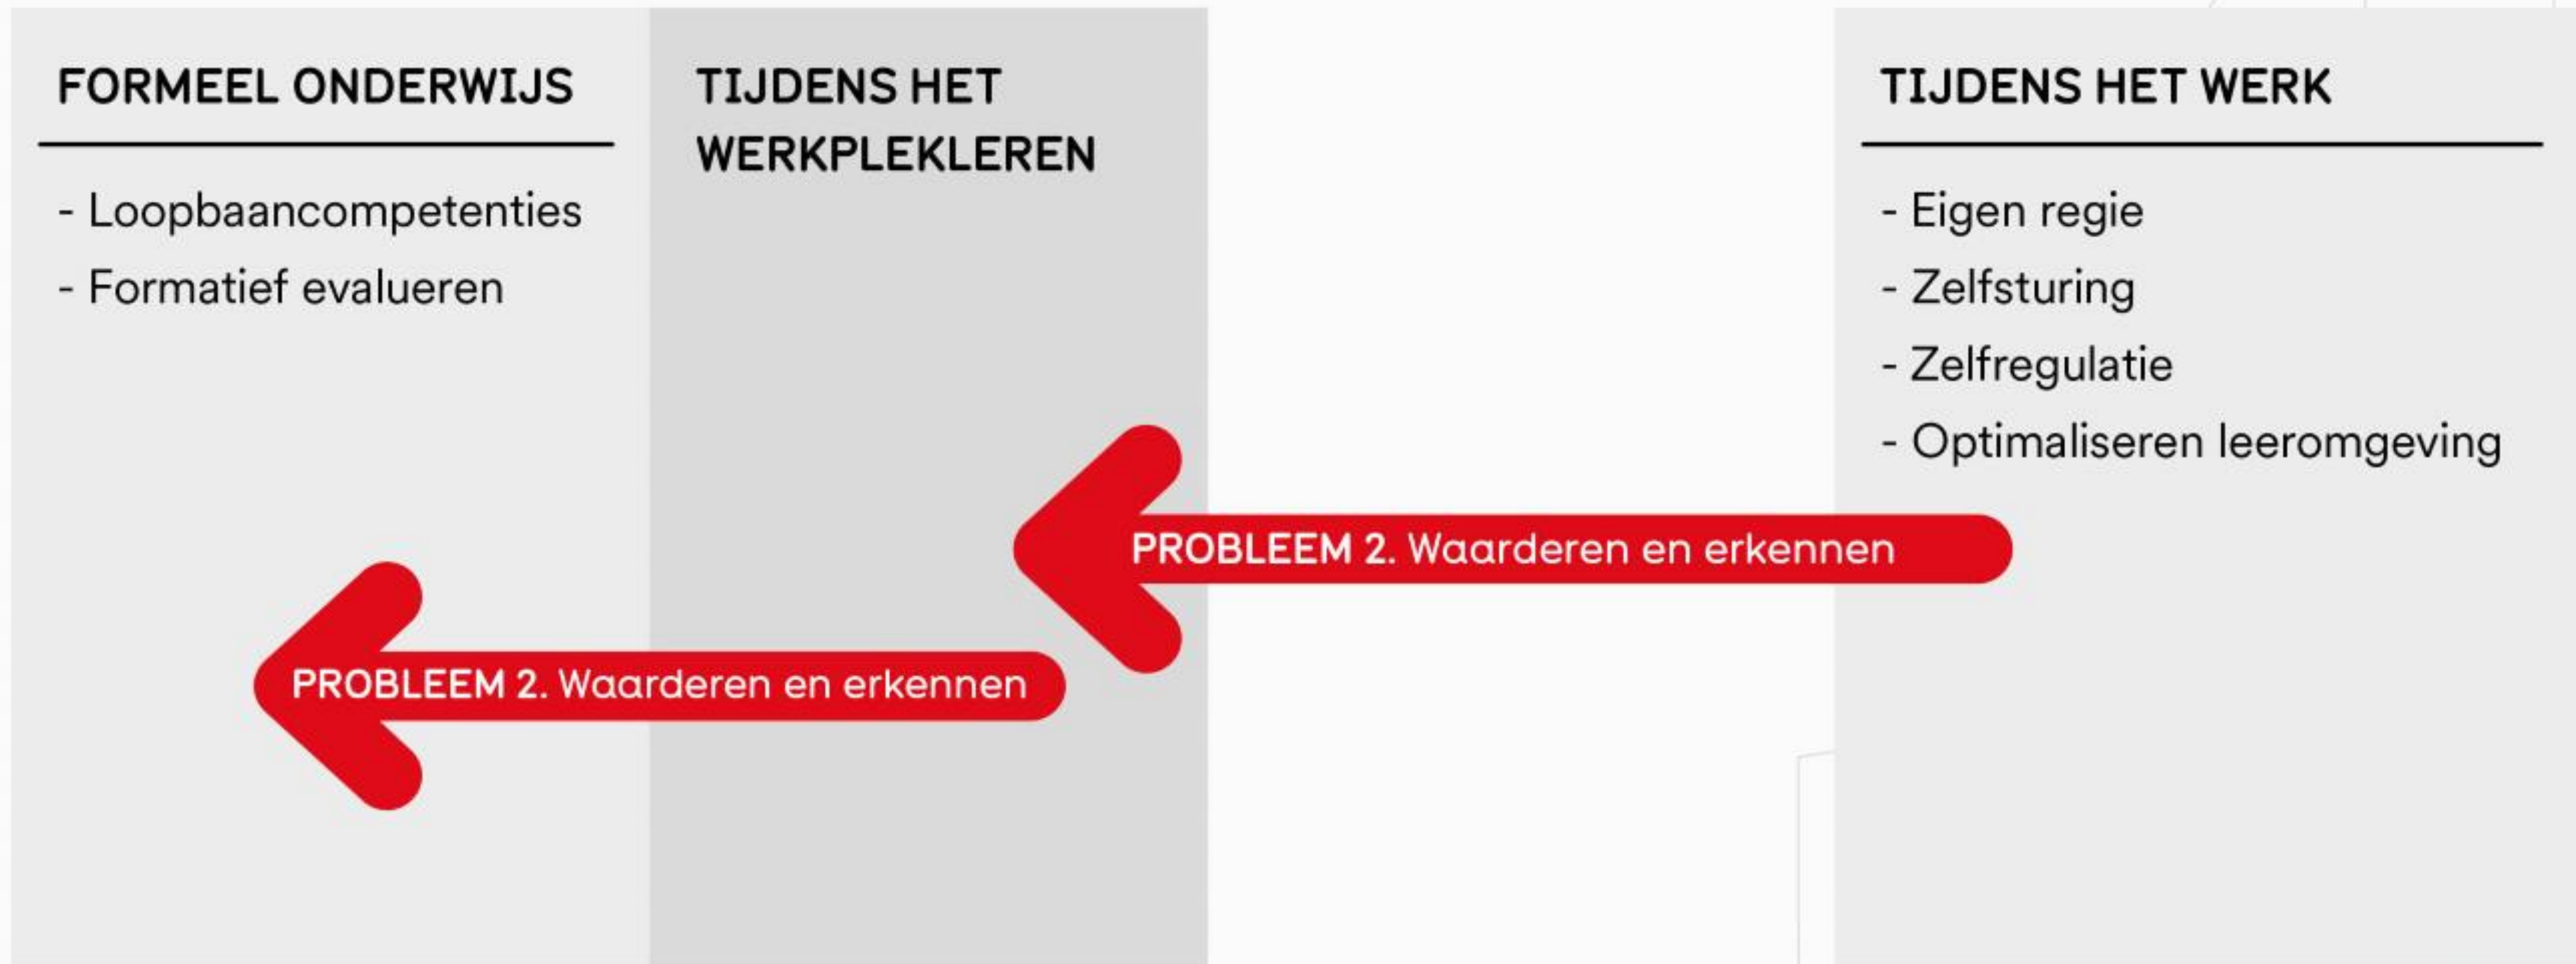 FORMEEL ONDERWIJS
- Loopbaancompetenties
- Formatief evalueren
TIJDENS HET
WERKPLEKLEREN
TIJDENS HET WERK
- Eigen regie
- Zelfsturing
- Zelfregulatie
- Optimaliseren leeromgeving
PROBLEEM 2. Waarderen en erkennen
PROBLEEM 2. Waarderen en erkennen